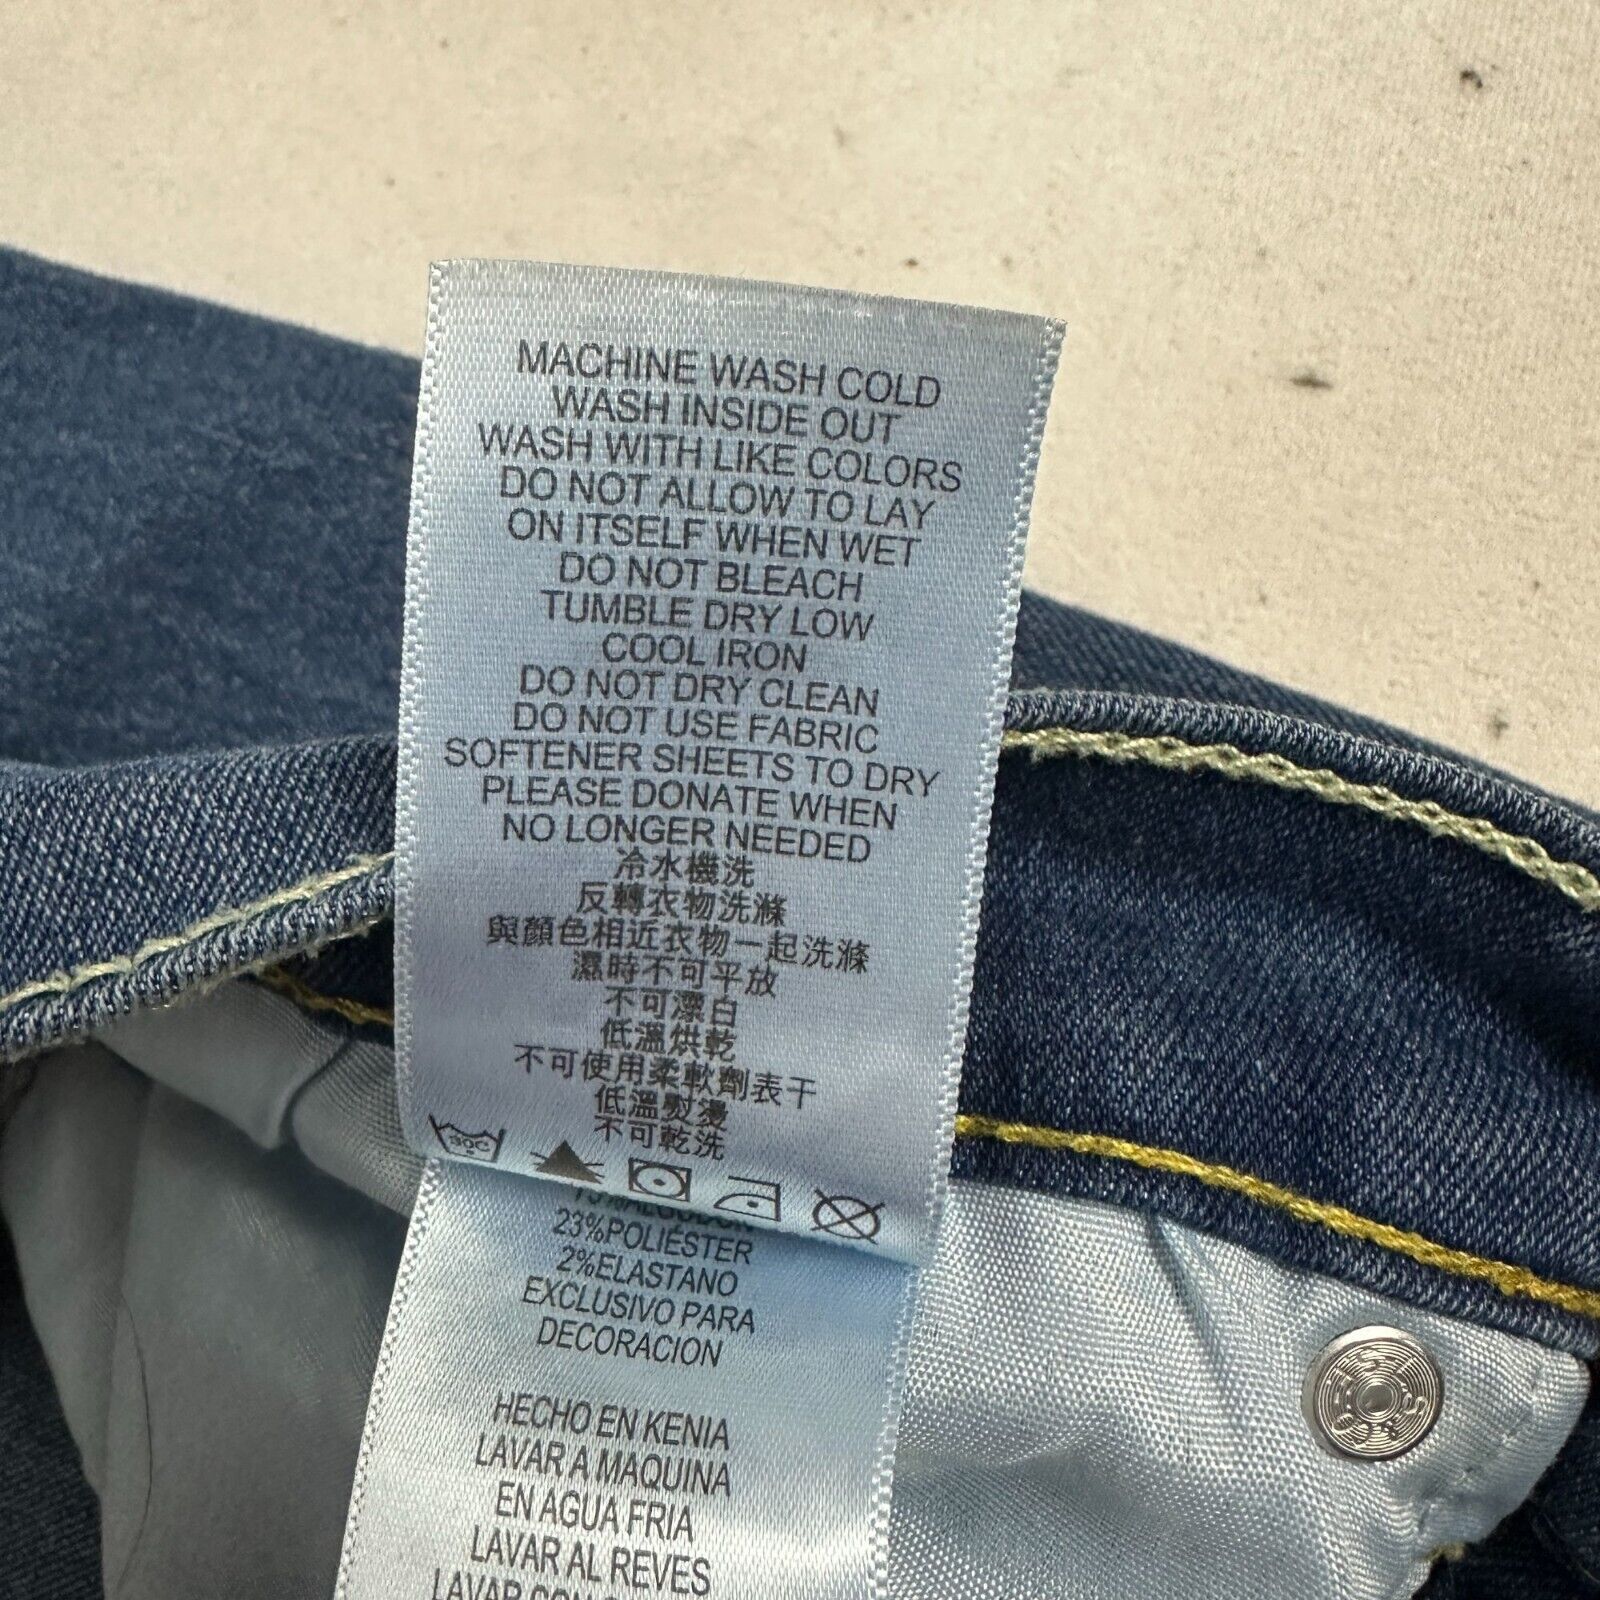 MACHINE WASH COLD
WASH INSIDE OUT
WASH WITH LIKE COLORS
DO NOT ALLOW TO LAY
ON ITSELF WHEN WET
DO NOT BLEACH
TUMBLE DRY LOW
COOL IRON
DO NOT DRY CLEAN
DO NOT USE FABRIC
SOFTENER SHEETS TO DRY
PLEASE DONATE WHEN
NO LONGER NEEDED
冷水機洗
反轉衣物洗滌
與顏色相近衣物一起洗滌
濕時不可平放
不可漂白
低溫烘乾
不可使用柔軟劑表干
低溫熨燙
不可乾洗
30C
23%POLIÉSTER
2%ELASTANO
EXCLUSIVO PARA
DECORACION
HECHO EN KENIA
LAVAR A MAQUINA
EN AGUA FRIA
LAVAR AL REVES
LAVAR